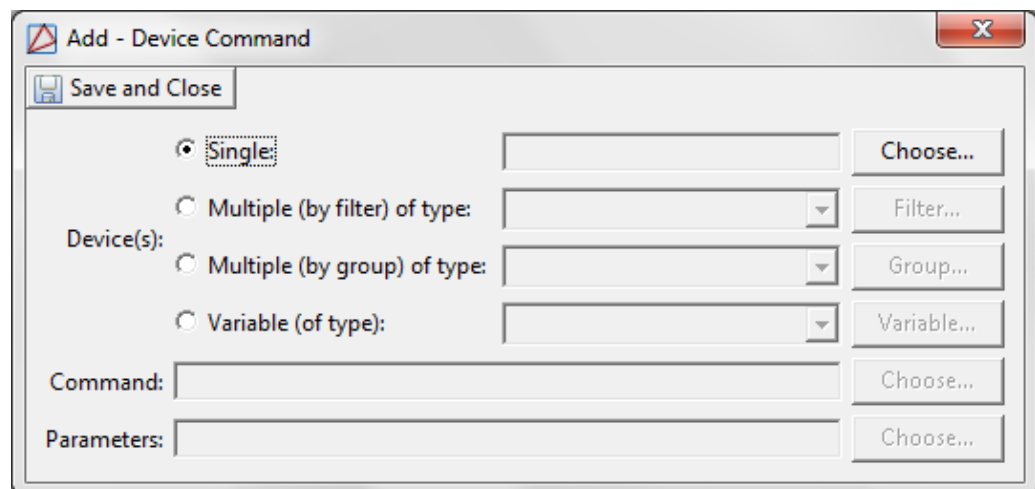 Add - Device Command
Save and Close
Single: Choose...
Multiple (by filter) of type: Filter...
Device(s):
Multiple (by group) of type: Group...
Variable (of type): Variable...
Command: Choose...
Parameters: Choose...